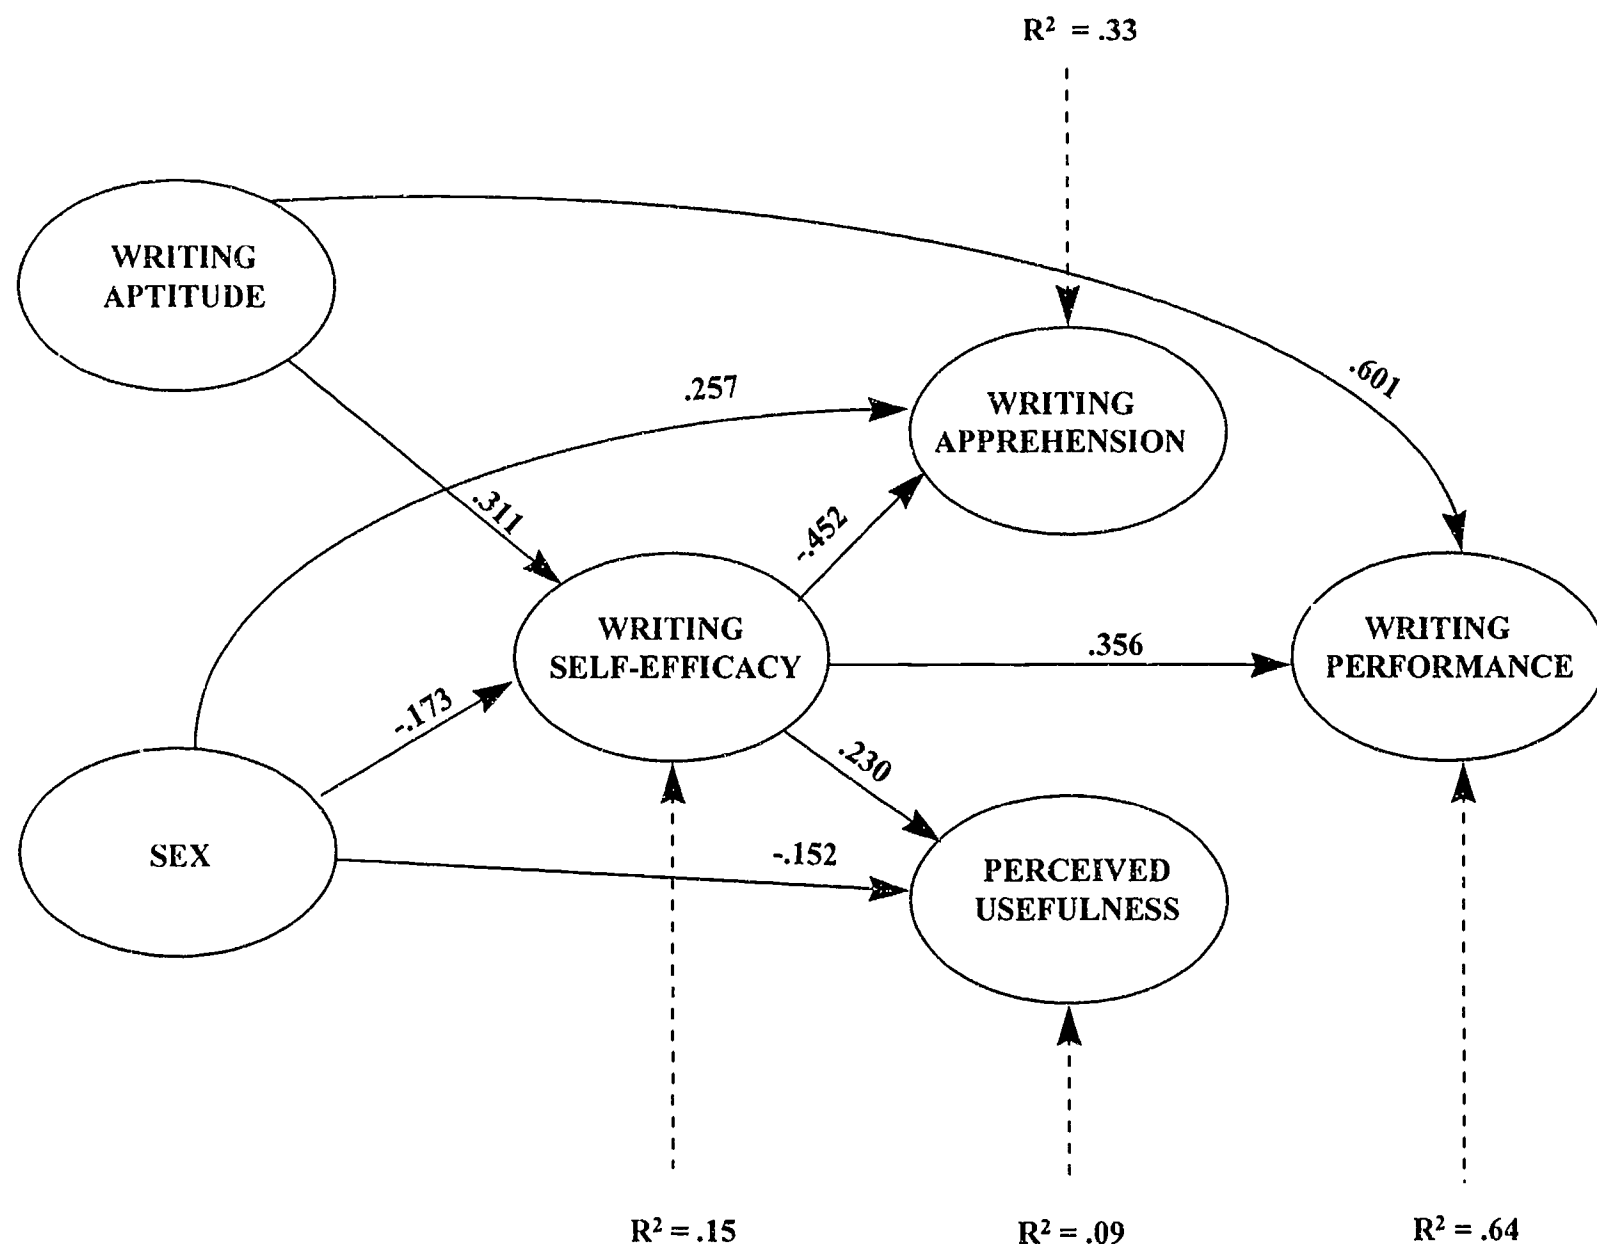 R² = .33
WRITING
APTITUDE
.601
.257
WRITING
APPREHENSION
.311
-.452
WRITING
SELF-EFFICACY
.356
WRITING
PERFORMANCE
-.173
.230
SEX
-.152
PERCEIVED
USEFULNESS
R² = .15
R² = .09
R² = .64